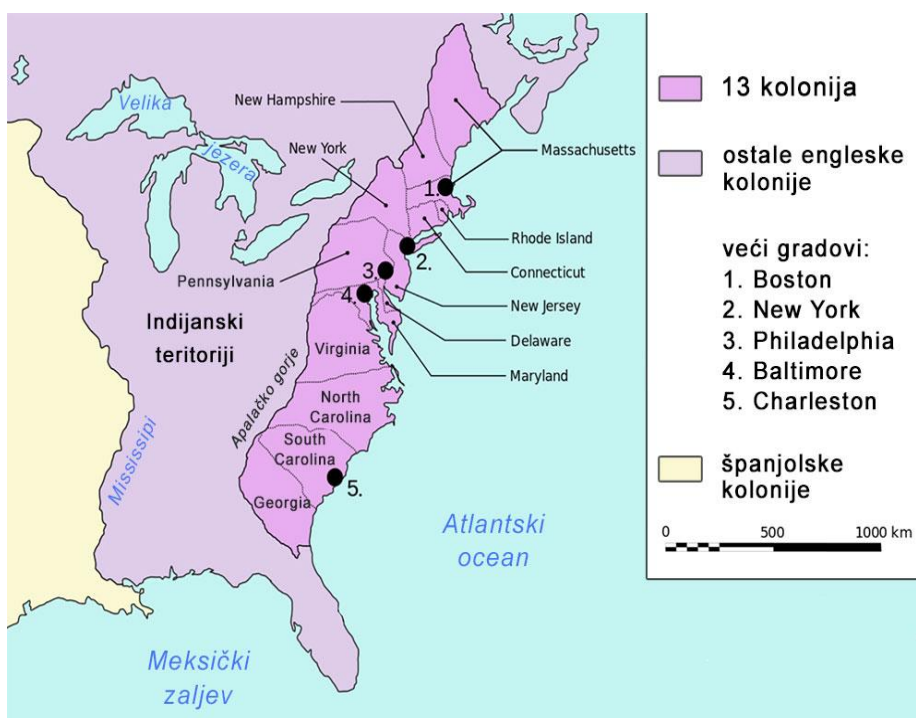 Velika
jezera
New Hampshire
New York
Massachusetts
1.
Rhode Island
2.
Connecticut
3.
Pennsylvania
4.
New Jersey
Indijanski
teritoriji
Delaware
Virginia
Maryland
Apalačko gorje
North
Carolina
South
Carolina
Mississipi
5.
Georgia
Atlantski
ocean
Meksički
zaljev
13 kolonija
ostale engleske
kolonije
veći gradovi:
1. Boston
2. New York
3. Philadelphia
4. Baltimore
5. Charleston
španjolske
kolonije
0 500 1000 km